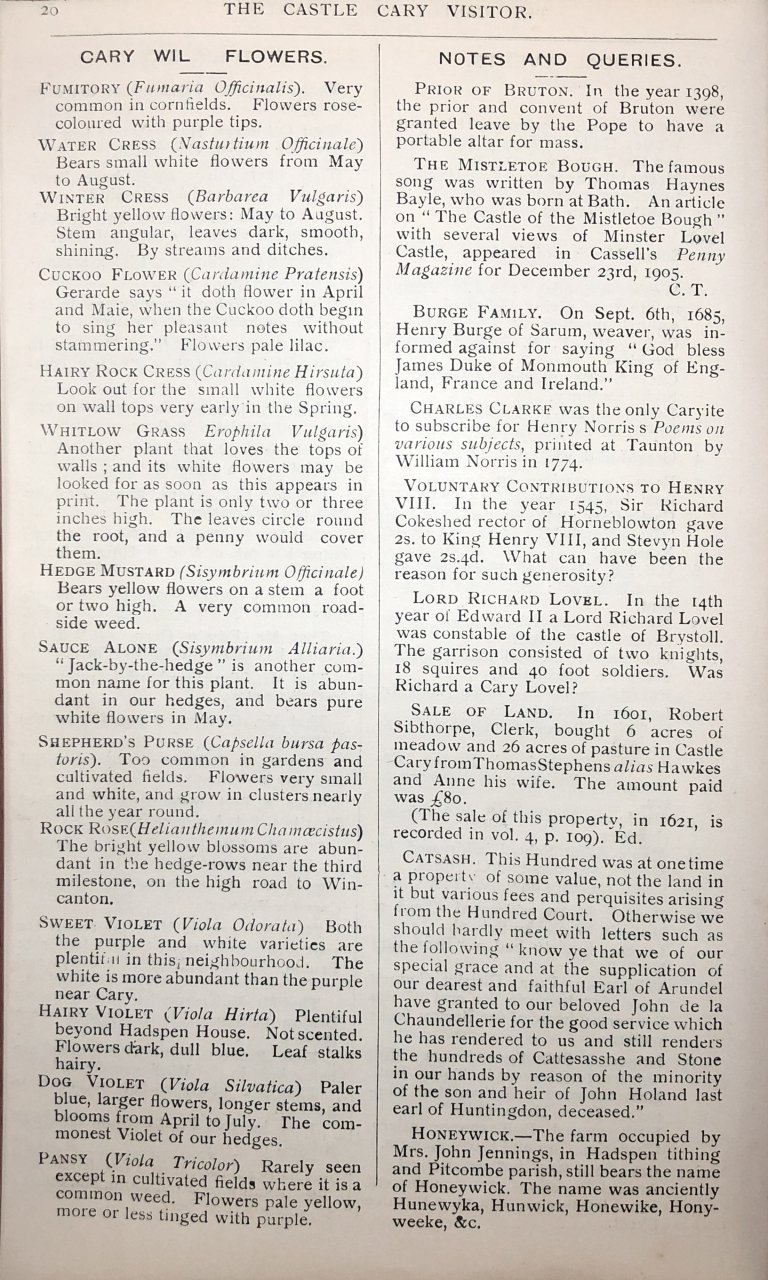 20
THE CASTLE CARY VISITOR.
CARY WIL FLOWERS.
FUMITORY (Fumaria Officinalis). Very
common in cornfields. Flowers rose-
coloured with purple tips.
WATER CRESS (Nasturtium Officinale)
Bears small white flowers from May
to August.
WINTER CRESS (Barbarea Vulgaris)
Bright yellow flowers: May to August.
Stem angular, leaves dark, smooth,
shining. By streams and ditches.
CUCKOO FLOWER (Cardamine Pratensis)
Gerarde says "it doth flower in April
and Maie, when the Cuckoo doth begin
to sing her pleasant notes without
stammering." Flowers pale lilac.
HAIRY ROCK CRESS (Cardamine Hirsuta)
Look out for the small white flowers
on wall tops very early in the Spring.
WHITLOW GRASS Erophila Vulgaris)
Another plant that loves the tops of
walls ; and its white flowers may be
looked for as soon as this appears in
print. The plant is only two or three
inches high. The leaves circle round
the root, and a penny would cover
them.
HEDGE MUSTARD (Sisymbrium Officinale)
Bears yellow flowers on a stem a foot
or two high. A very common road-
side weed.
SAUCE ALONE (Sisymbrium Alliaria.)
"Jack-by-the-hedge" is another com-
mon name for this plant. It is abun-
dant in our hedges, and bears pure
white flowers in May.
SHEPHERD'S PURSE (Capsella bursa pas-
toris). Too common in gardens and
cultivated fields. Flowers very small
and white, and grow in clusters nearly
all the year round.
ROCK ROSE (Helianthemum Chamæcistus)
The bright yellow blossoms are abun-
dant in the hedge-rows near the third
milestone, on the high road to Win-
canton.
SWEET VIOLET (Viola Odorata) Both
the purple and white varieties are
plentiful in this neighbourhood. The
white is more abundant than the purple
near Cary.
HAIRY VIOLET (Viola Hirta) Plentiful
beyond Hadspen House. Not scented.
Flowers dark, dull blue. Leaf stalks
hairy.
DOG VIOLET (Viola Silvatica) Paler
blue, larger flowers, longer stems, and
blooms from April to July. The com-
monest Violet of our hedges.
PANSY (Viola Tricolor) Rarely seen
except in cultivated fields where it is a
common weed. Flowers pale yellow,
more or less tinged with purple.
NOTES AND QUERIES.
PRIOR OF BRUTON. In the year 1398,
the prior and convent of Bruton were
granted leave by the Pope to have a
portable altar for mass.
THE MISTLETOE BOUGH. The famous
song was written by Thomas Haynes
Bayle, who was born at Bath. An article
on "The Castle of the Mistletoe Bough"
with several views of Minster Lovel
Castle, appeared in Cassell's Penny
Magazine for December 23rd, 1905.
C. T.
BURGE FAMILY. On Sept. 6th, 1685,
Henry Burge of Sarum, weaver, was in-
formed against for saying "God bless
James Duke of Monmouth King of Eng-
land, France and Ireland."
CHARLES CLARKE was the only Caryite
to subscribe for Henry Norris s Poems on
various subjects, printed at Taunton by
William Norris in 1774.
VOLUNTARY CONTRIBUTIONS TO HENRY
VIII. In the year 1545, Sir Richard
Cokeshed rector of Horneblowton gave
2s. to King Henry VIII, and Stevyn Hole
gave 2s.4d. What can have been the
reason for such generosity?
LORD RICHARD LOVEL. In the 14th
year of Edward II a Lord Richard Lovel
was constable of the castle of Brystoll.
The garrison consisted of two knights,
18 squires and 40 foot soldiers. Was
Richard a Cary Lovel?
SALE OF LAND. In 1601, Robert
Sibthorpe, Clerk, bought 6 acres of
meadow and 26 acres of pasture in Castle
Cary from Thomas Stephens alias Hawkes
and Anne his wife. The amount paid
was £80.
(The sale of this property, in 1621, is
recorded in vol. 4, p. 109). Ed.
CATSASH. This Hundred was at one time
a property of some value, not the land in
it but various fees and perquisites arising
from the Hundred Court. Otherwise we
should hardly meet with letters such as
the following "know ye that we of our
special grace and at the supplication of
our dearest and faithful Earl of Arundel
have granted to our beloved John de la
Chaundellerie for the good service which
he has rendered to us and still renders
the hundreds of Cattesasshe and Stone
in our hands by reason of the minority
of the son and heir of John Holand last
earl of Huntingdon, deceased."
HONEYWICK.—The farm occupied by
Mrs. John Jennings, in Hadspen tithing
and Pitcombe parish, still bears the name
of Honeywick. The name was anciently
Hunewyka, Hunwick, Honewike, Hony-
weeke, &c.